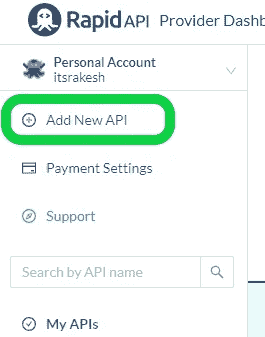 Rapid API Provider Dashb
Personal Account
itsrakesh
Add New API
Payment Settings
Support
Search by API name
My APIs